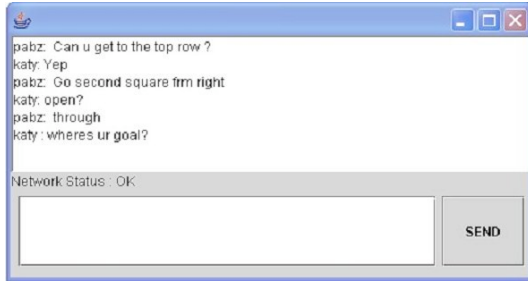 pabz: Can u get to the top row ?
katy: Yep
pabz: Go second square frm right
katy: open?
pabz: through
katy : wheres ur goal?
Network Status : OK
SEND